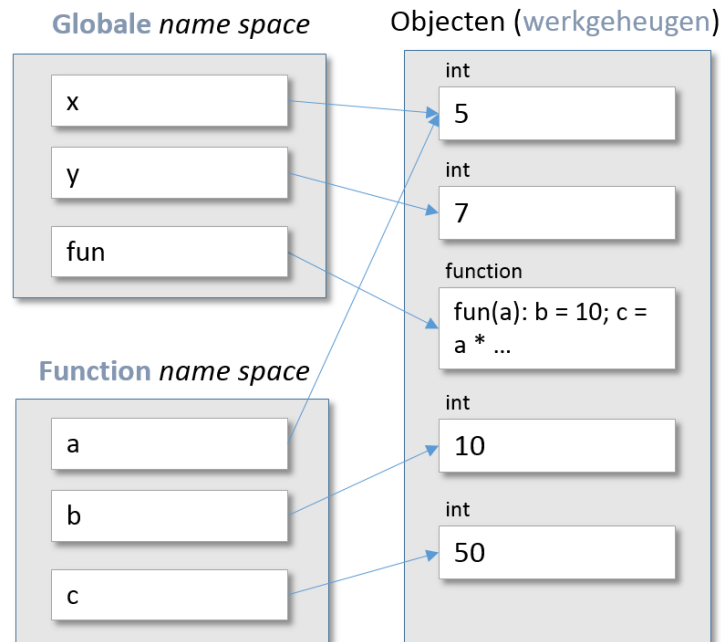 Globale name space
x
y
fun
Function name space
a
b
c
Objecten (werkgeheugen)
int
5
int
7
function
fun(a): b = 10; c =
a * ...
int
10
int
50